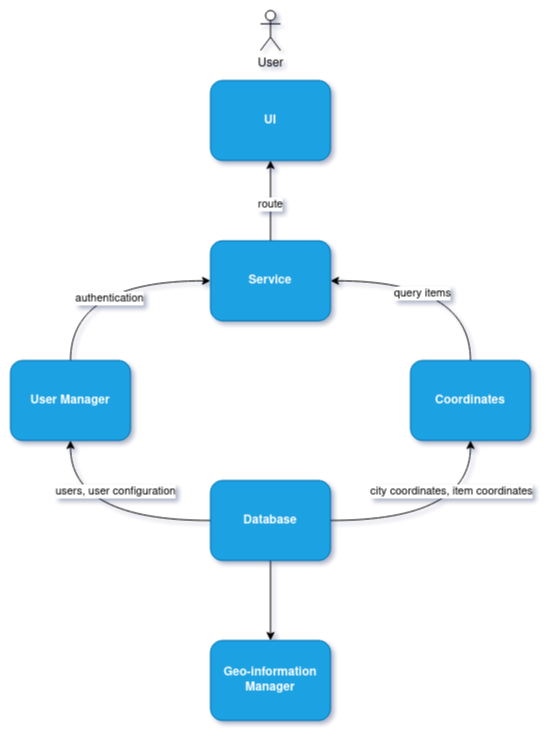 User
UI
route
Service
authentication
query items
User Manager
Coordinates
users, user configuration
city coordinates, item coordinates
Database
Geo-information
Manager